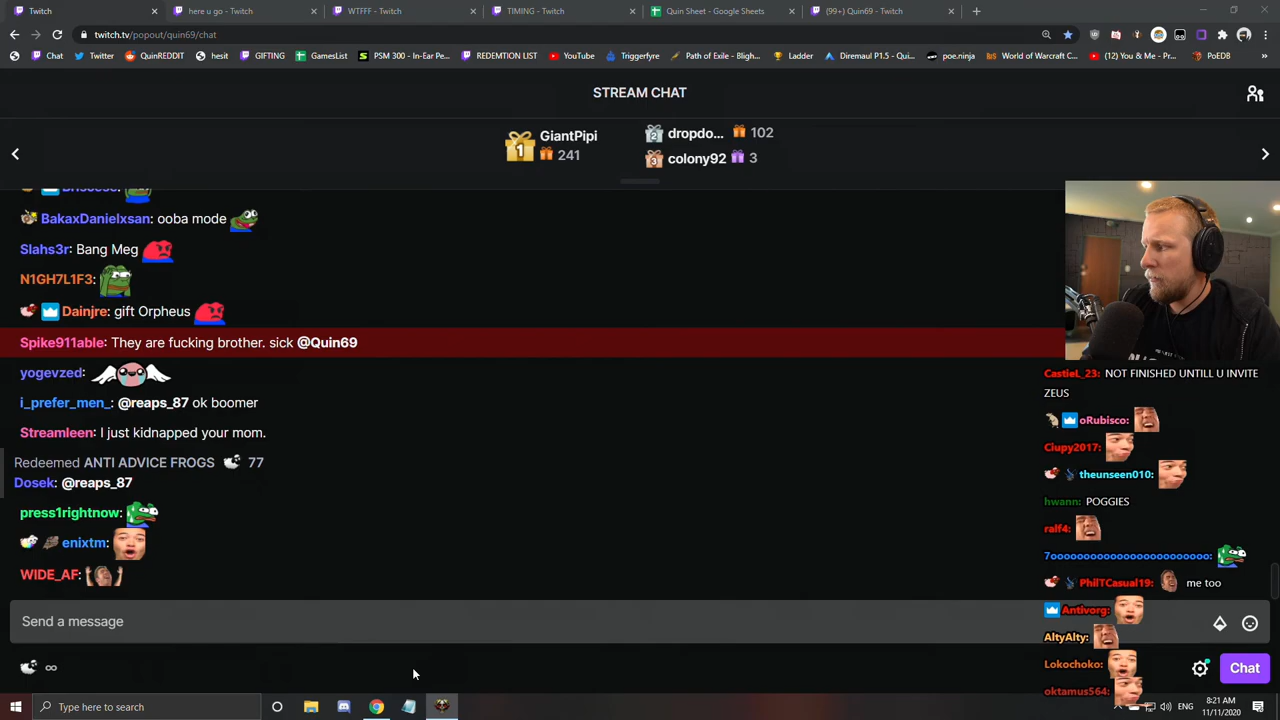 Twitch
here u go - Twitch
WTFFF - Twitch
TIMING - Twitch
Quin Sheet - Google Sheets
(99+) Quin69 - Twitch
twitch.tv/popout/quin69/chat
Chat
Twitter
QuinREDDIT
hesit
GIFTING
GamesList
PSM 300 - In-Ear Pe...
REDEMTION LIST
YouTube
Triggerfyre
Path of Exile - Bligh...
Ladder
Diremaul P1.5 - Qui...
poe.ninja
World of Warcraft C...
(12) You & Me - Pr...
PoEDB
STREAM CHAT
1 GiantPipi
241
2 dropdo... 102
3 colony92 3
BakaxDanielxsan: ooba mode
Slahs3r: Bang Meg
N1GH7L1F3:
Dainjre: gift Orpheus
Spike911able: They are fucking brother. sick @Quin69
yogevzed:
i_prefer_men_: @reaps_87 ok boomer
Streamleen: I just kidnapped your mom.
Redeemed ANTI ADVICE FROGS 77
Dosek: @reaps_87
press1rightnow:
enixtm:
WIDE_AF:
Send a message
∞
Chat
CastieL_23: NOT FINISHED UNTILL U INVITE
ZEUS
oRubisco:
Ciupy2017:
theunseen010:
hwann: POGGIES
ralf4:
PhilTCasual19: me too
Antivorg:
AltyAlty:
Lokochoko:
oktamus564:
Type here to search
ENG
8:21 AM
11/11/2020